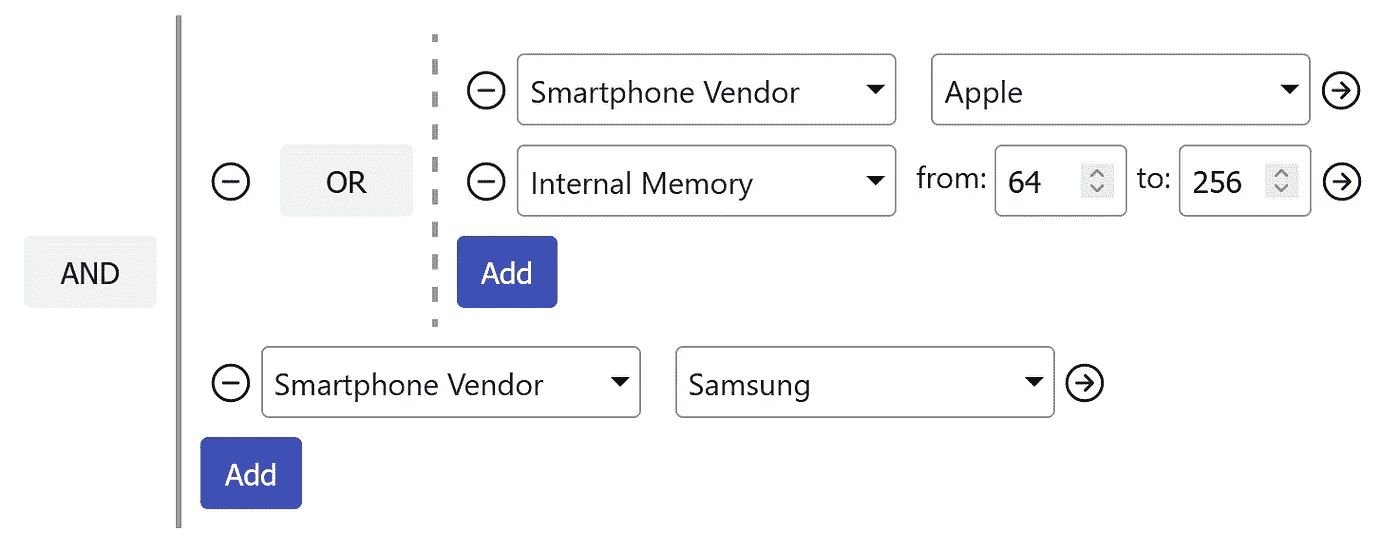 Smartphone Vendor Apple
OR Internal Memory from: 64 to: 256
AND Add
Smartphone Vendor Samsung
Add